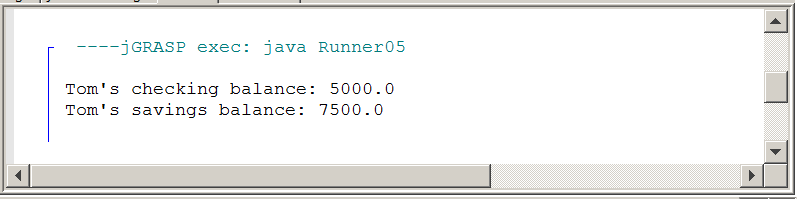 ----jGRASP exec: java Runner05
Tom's checking balance: 5000.0
Tom's savings balance: 7500.0